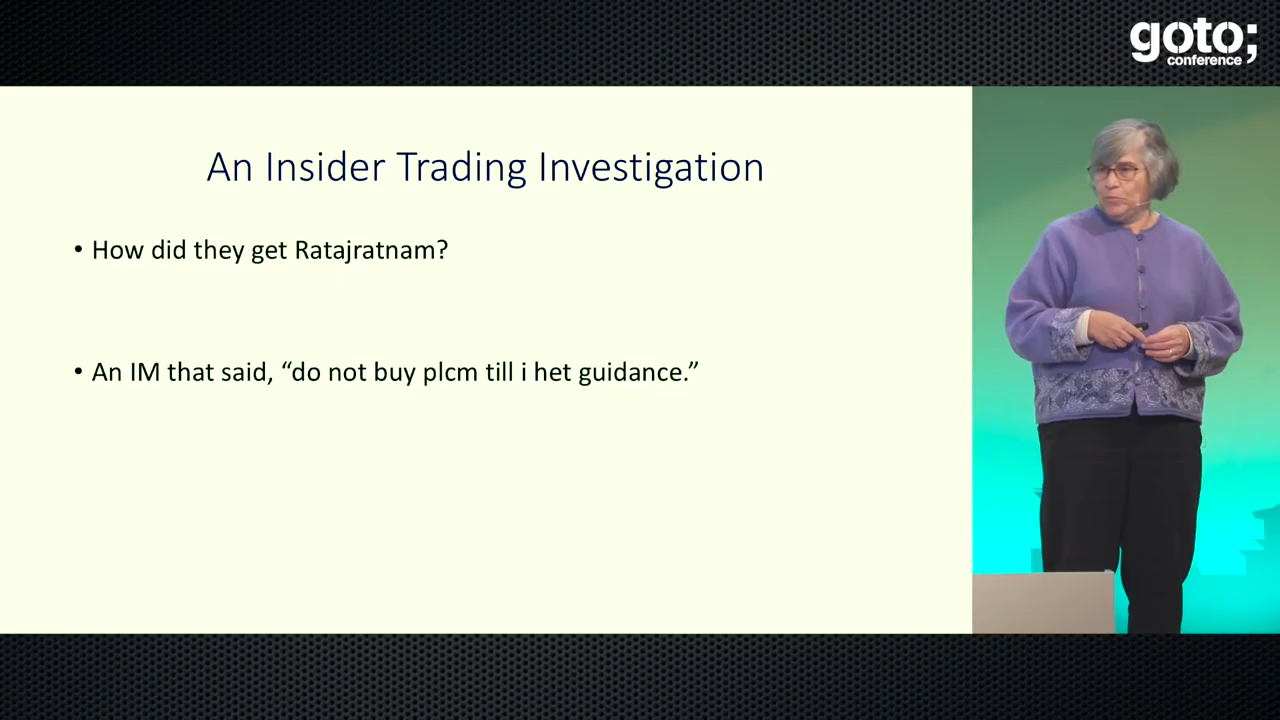 goto;
conference
An Insider Trading Investigation
• How did they get Ratajratnam?
• An IM that said, “do not buy plcm till i het guidance.”